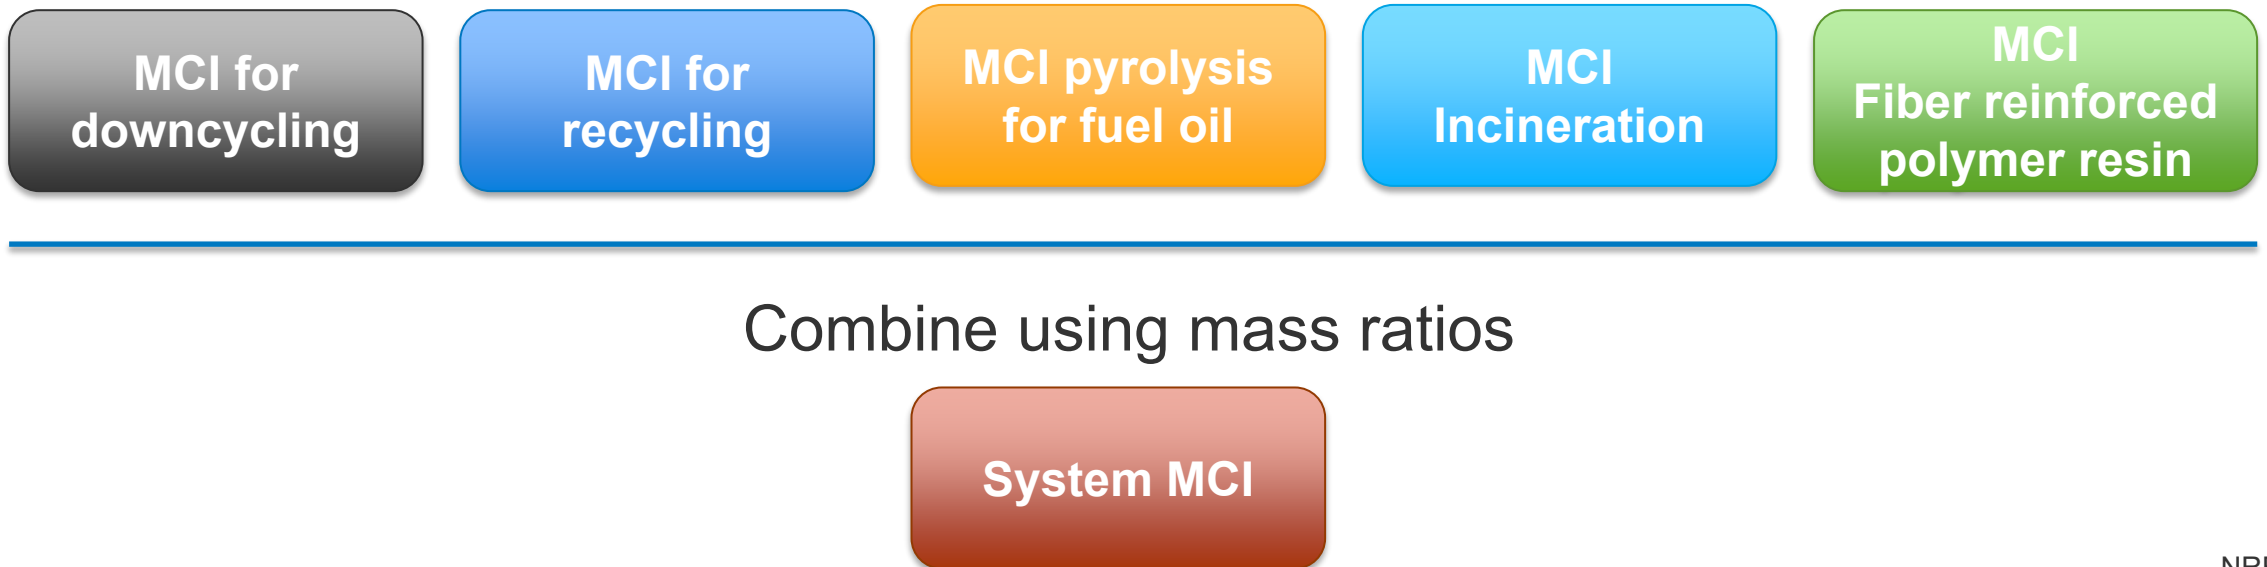 MCI for
downcycling
MCI for
recycling
MCI pyrolysis
for fuel oil
MCI
Incineration
MCI
Fiber reinforced
polymer resin
Combine using mass ratios
System MCI